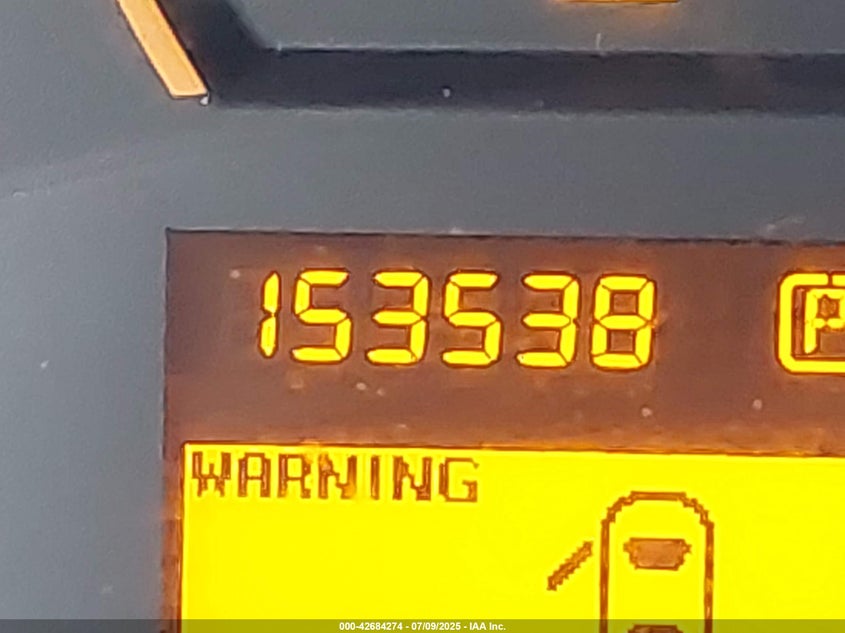 153538
P
WARNING
000-42684274 - 07/09/2025 - IAA Inc.